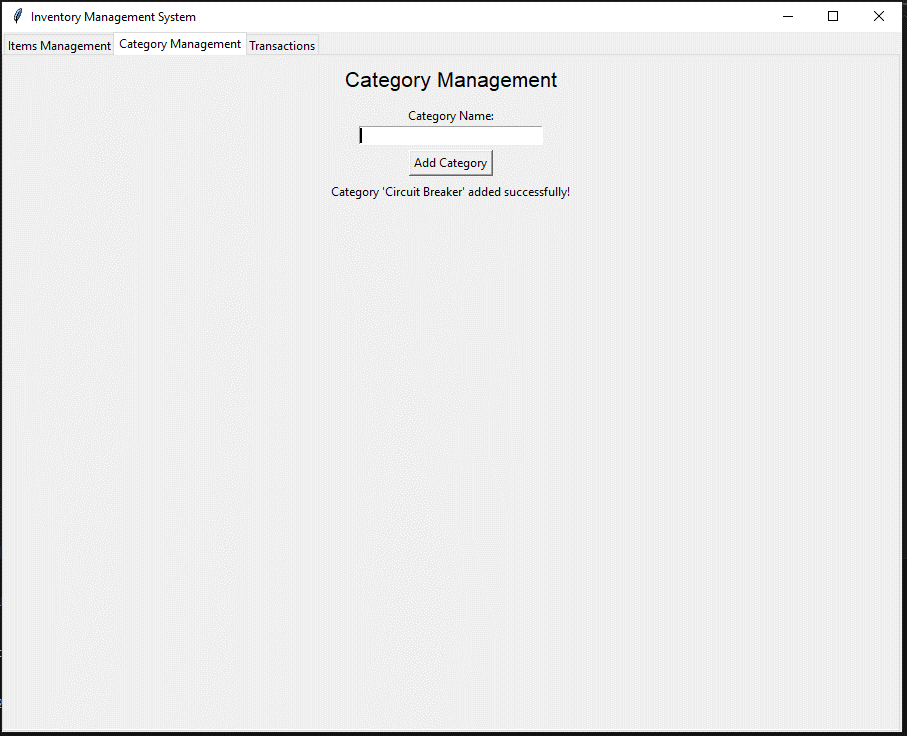 Inventory Management System
Items Management Category Management Transactions
Category Management
Category Name:
Add Category
Category 'Circuit Breaker' added successfully!